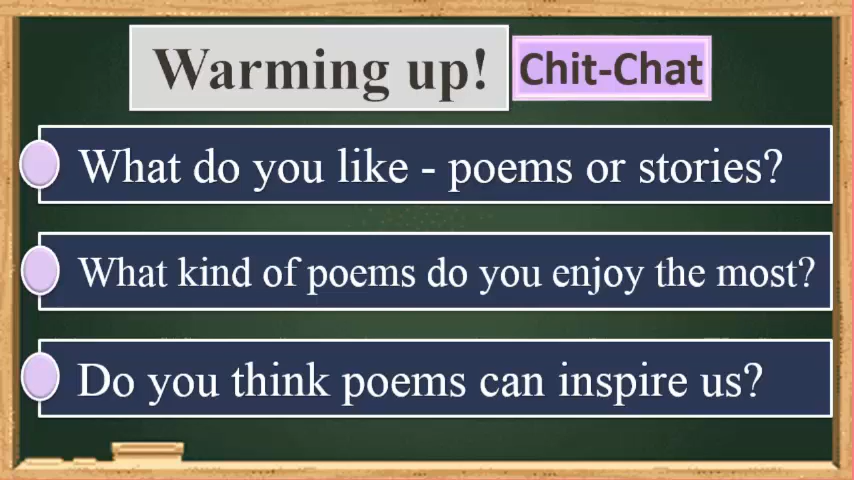 Warming up!
Chit-Chat
What do you like - poems or stories?
What kind of poems do you enjoy the most?
Do you think poems can inspire us?